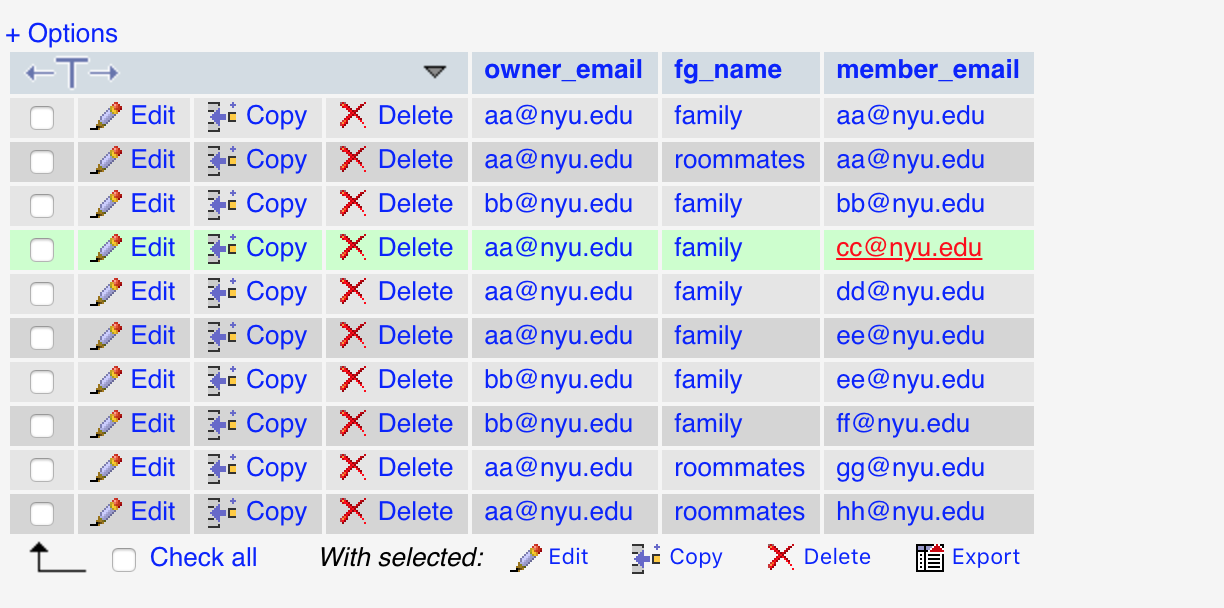 + Options
owner_email fg_name member_email
Edit Copy Delete aa@nyu.edu family aa@nyu.edu
Edit Copy Delete aa@nyu.edu roommates aa@nyu.edu
Edit Copy Delete bb@nyu.edu family bb@nyu.edu
Edit Copy Delete aa@nyu.edu family cc@nyu.edu
Edit Copy Delete aa@nyu.edu family dd@nyu.edu
Edit Copy Delete aa@nyu.edu family ee@nyu.edu
Edit Copy Delete bb@nyu.edu family ee@nyu.edu
Edit Copy Delete bb@nyu.edu family ff@nyu.edu
Edit Copy Delete aa@nyu.edu roommates gg@nyu.edu
Edit Copy Delete aa@nyu.edu roommates hh@nyu.edu
Check all With selected: Edit Copy Delete Export